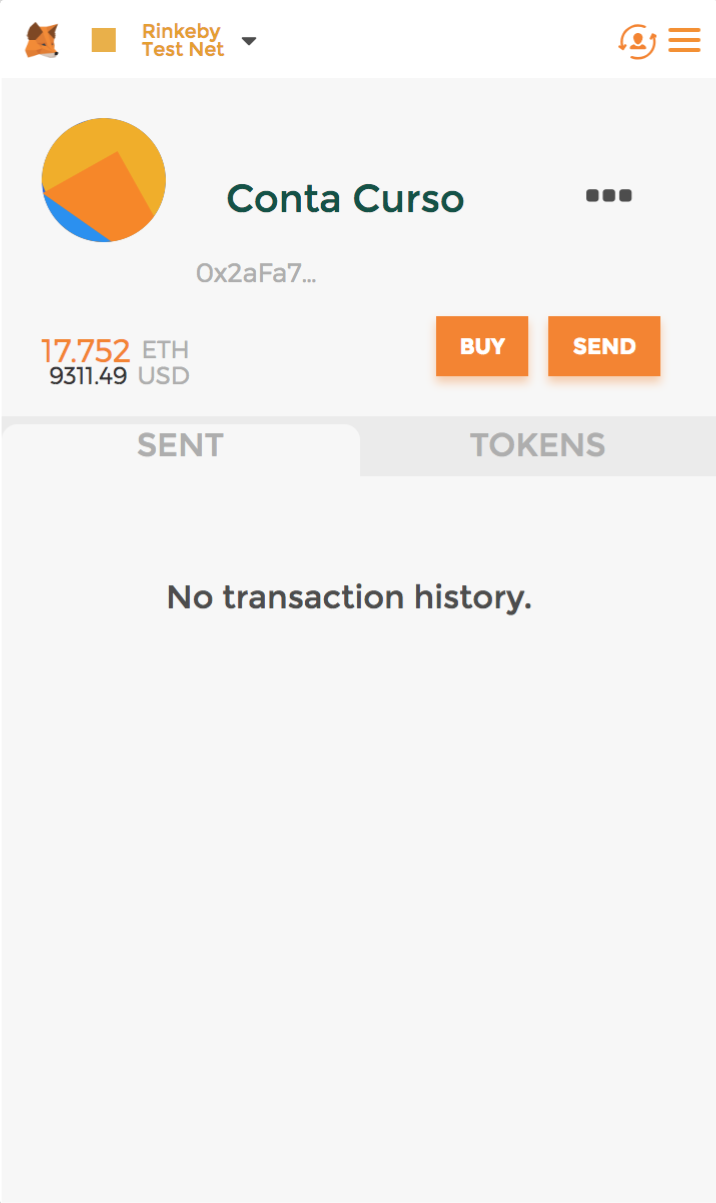 Rinkeby
Test Net
Conta Curso
0x2aFa7...
17.752 ETH
9311.49 USD
BUY
SEND
SENT
TOKENS
No transaction history.